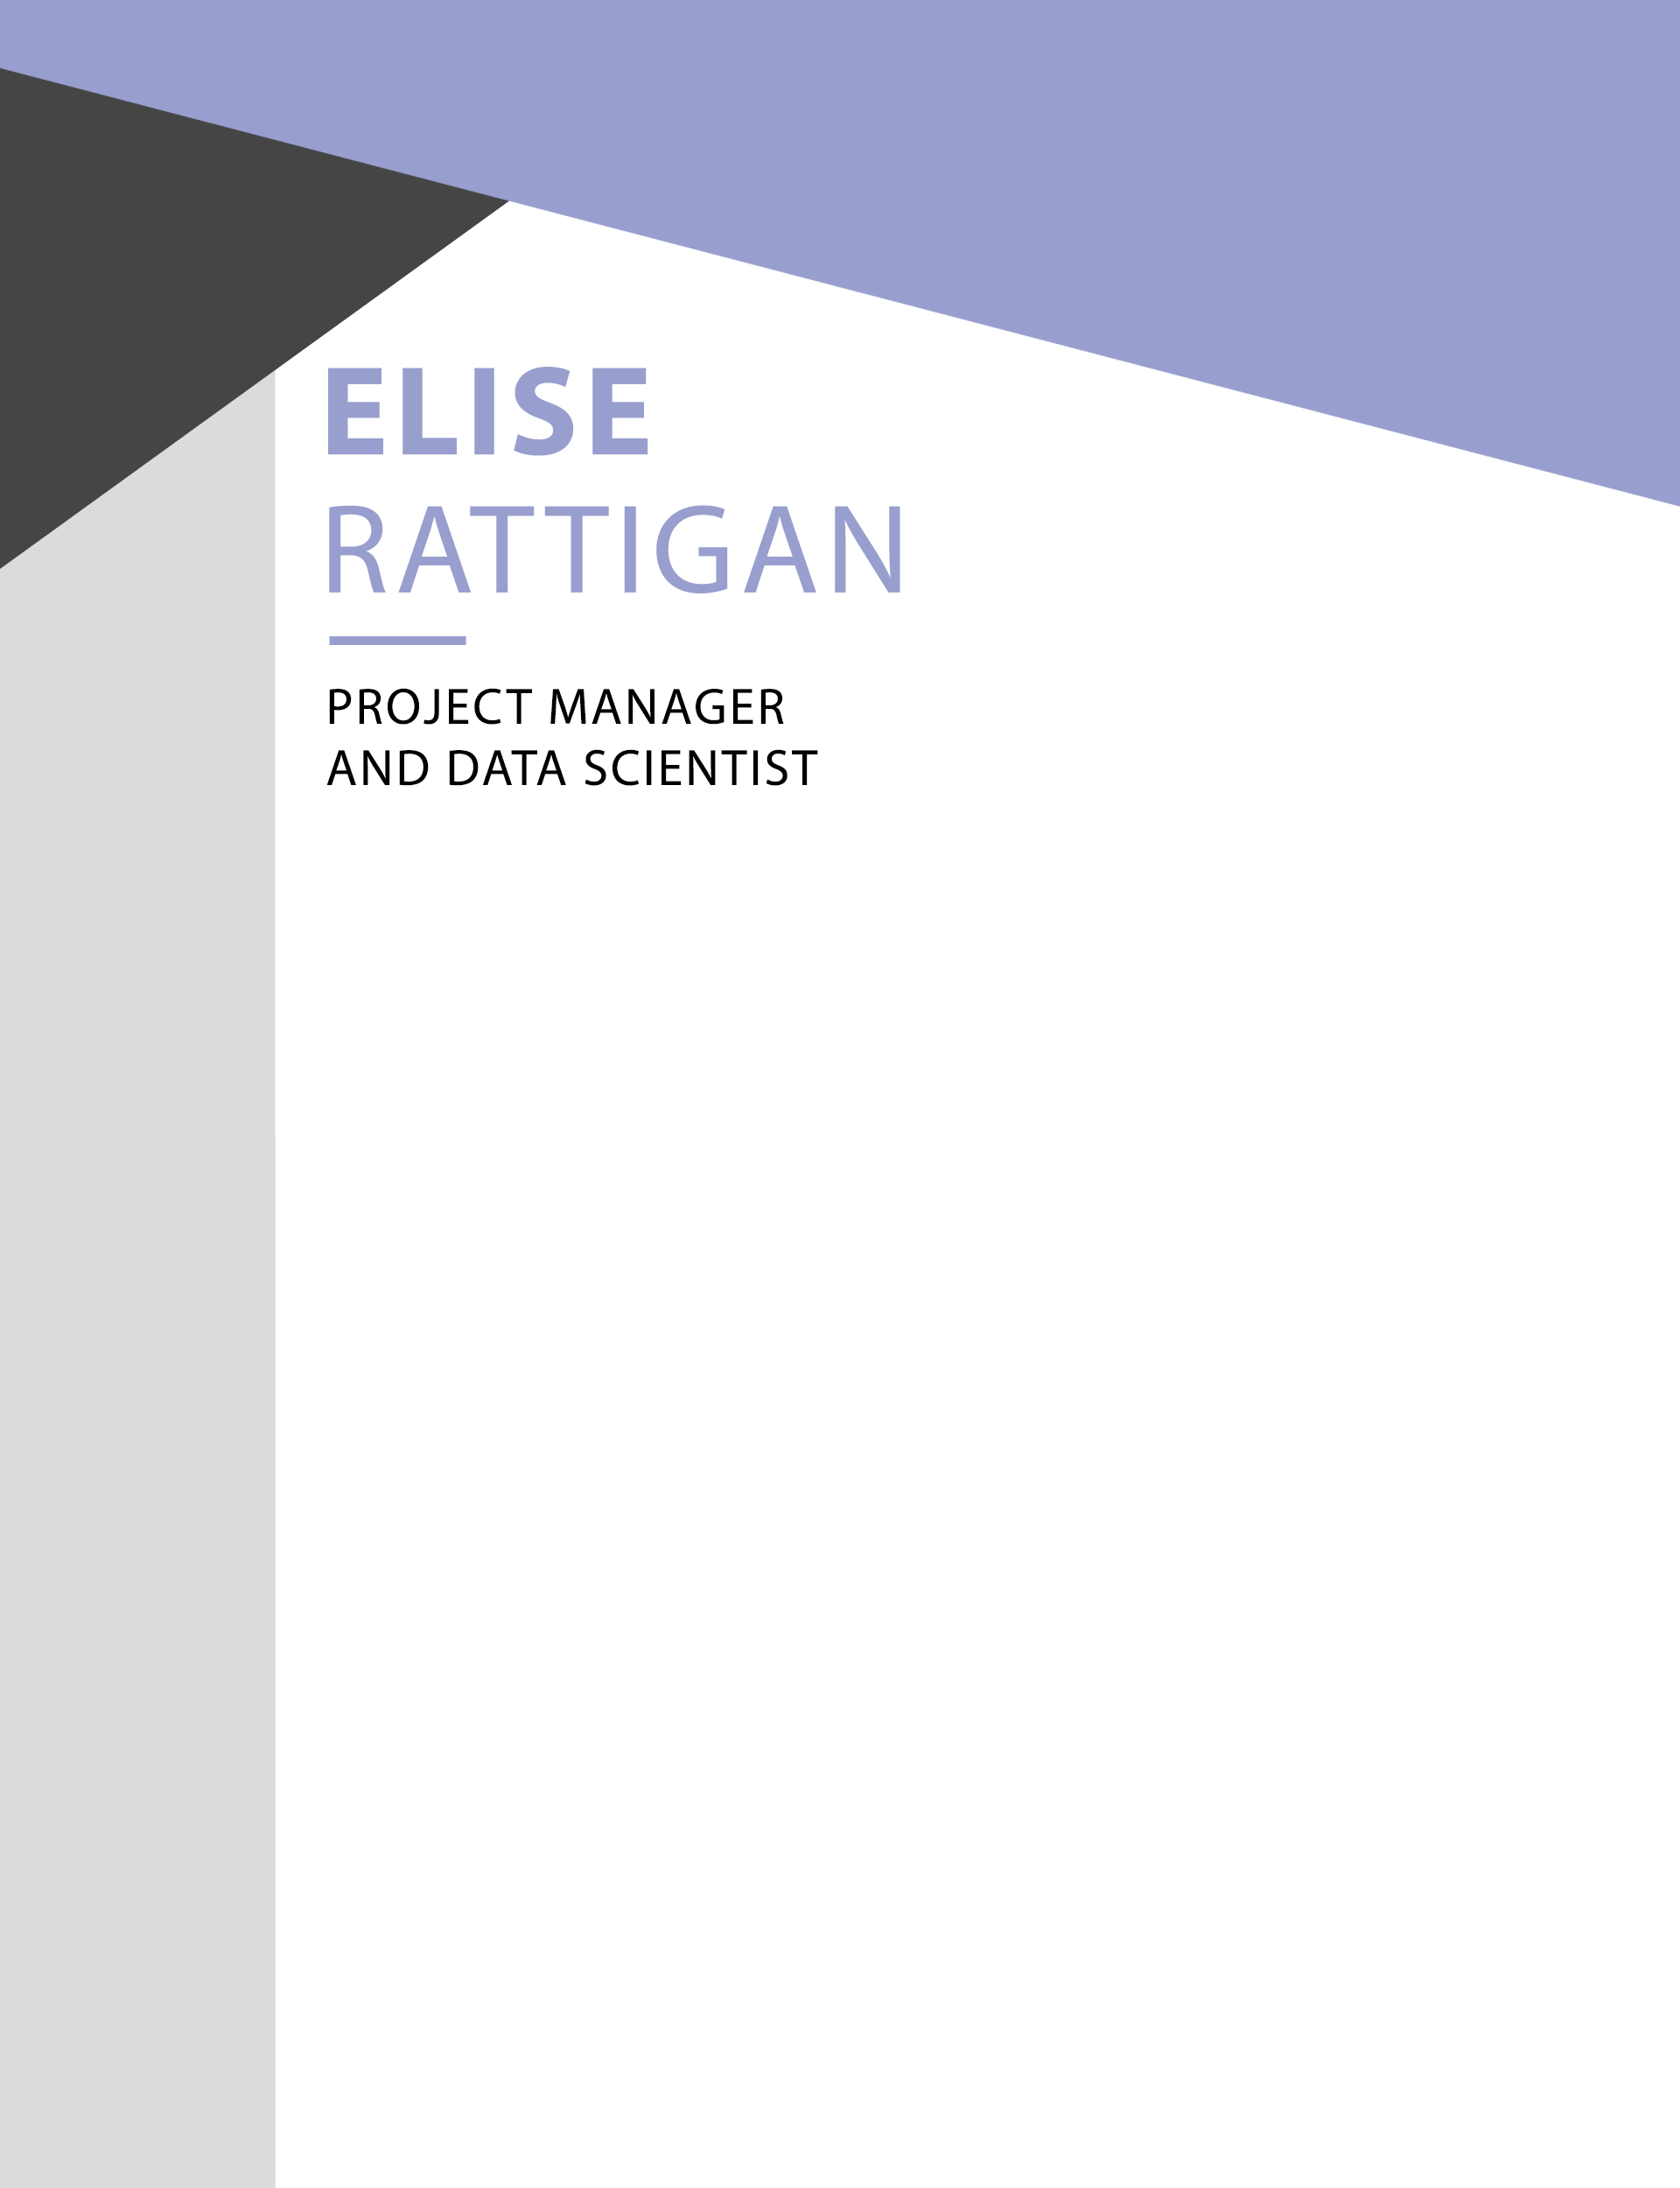 ELISE
RATTIGAN
PROJECT MANAGER
AND DATA SCIENTIST